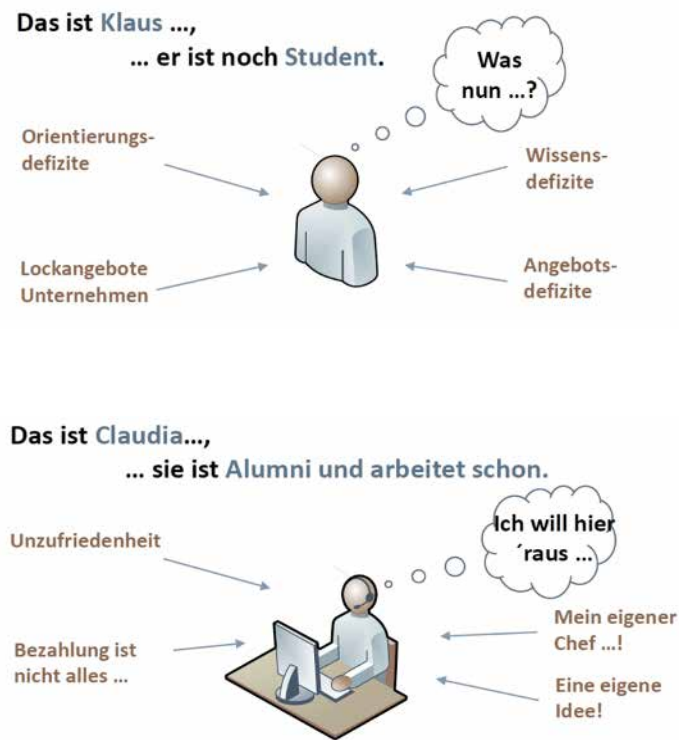 Das ist Klaus ...,
... er ist noch Student.
Was
nun ...?
Orientierungs-
defizite
Wissens-
defizite
Lockangebote
Unternehmen
Angebots-
defizite
Das ist Claudia...,
... sie ist Alumni und arbeitet schon.
Ich will hier
´raus ...
Unzufriedenheit
Mein eigener
Chef ...!
Bezahlung ist
nicht alles ...
Eine eigene
Idee!